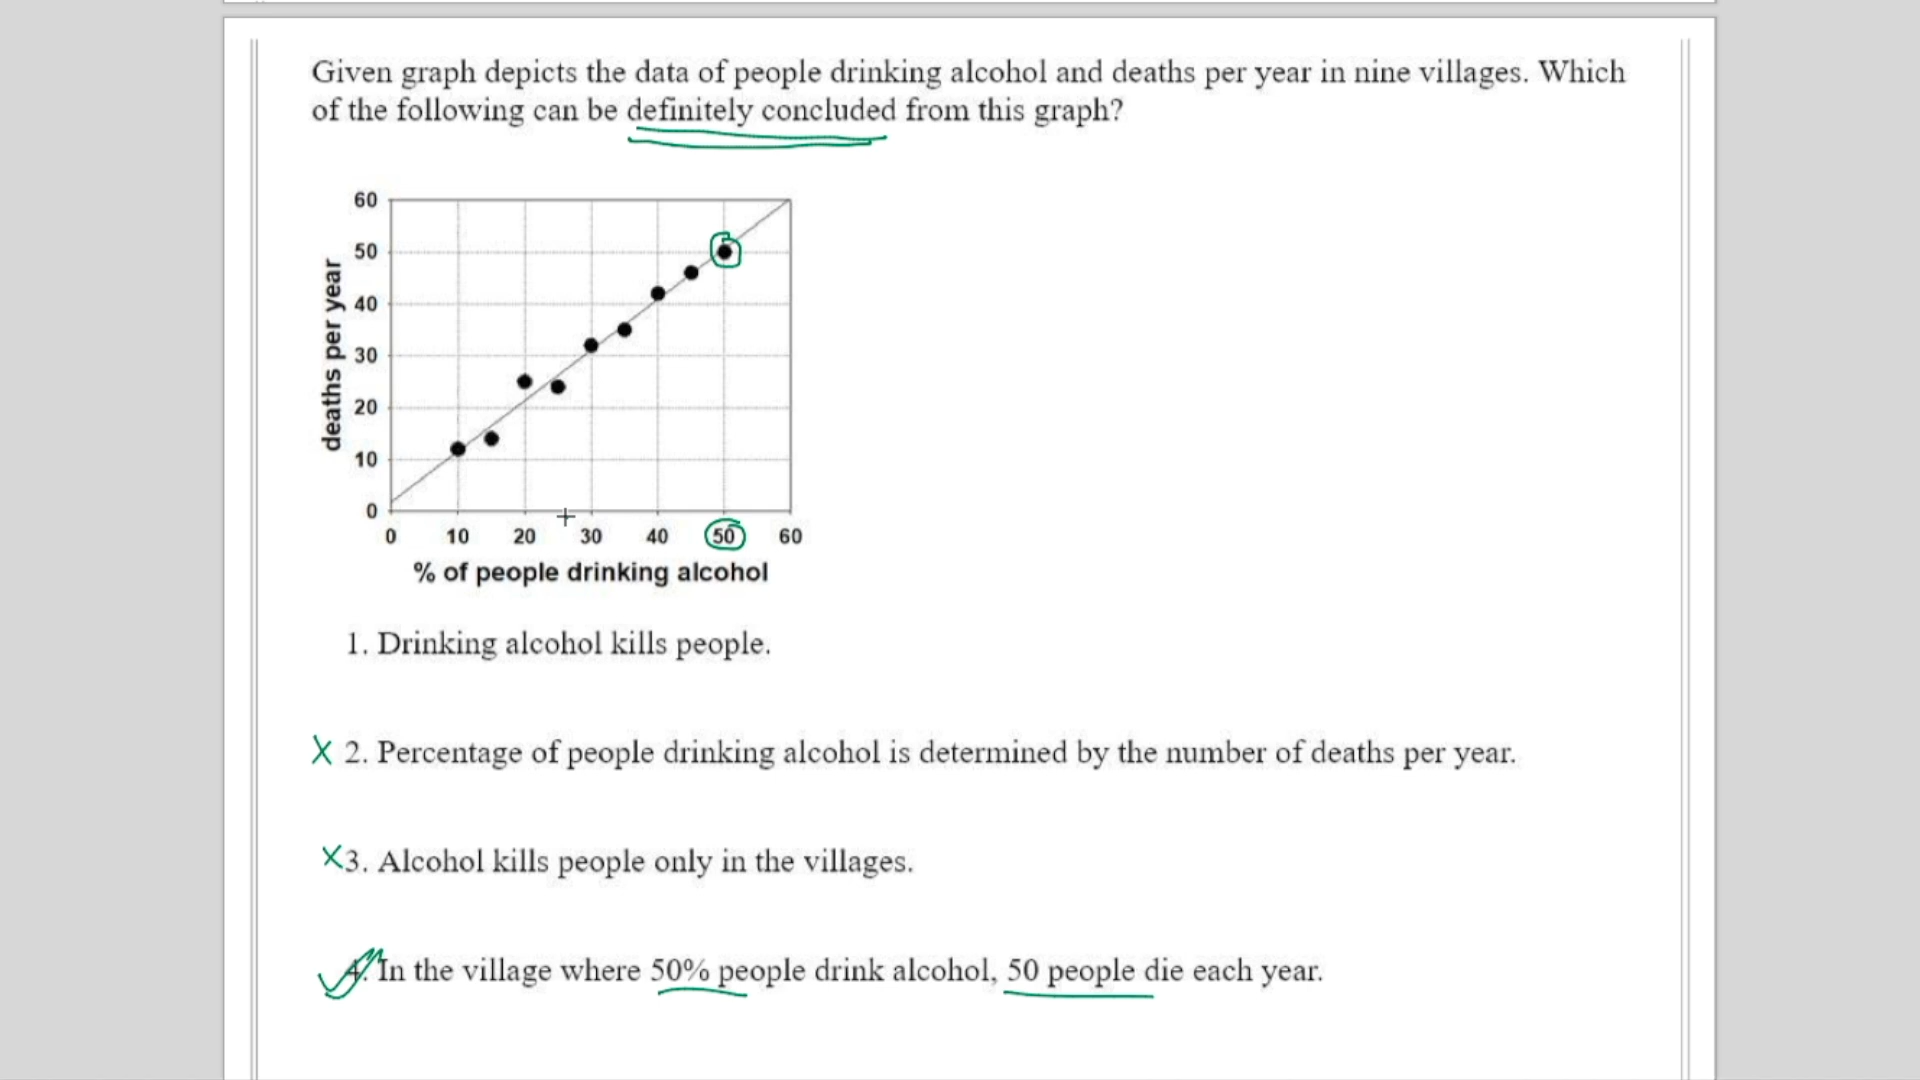 Given graph depicts the data of people drinking alcohol and deaths per year in nine villages. Which
of the following can be definitely concluded from this graph?
60
50
40
30
20
10
0
deaths per year
0 10 20 30 40 50 60
% of people drinking alcohol
1. Drinking alcohol kills people.
X 2. Percentage of people drinking alcohol is determined by the number of deaths per year.
X 3. Alcohol kills people only in the villages.
4. In the village where 50% people drink alcohol, 50 people die each year.